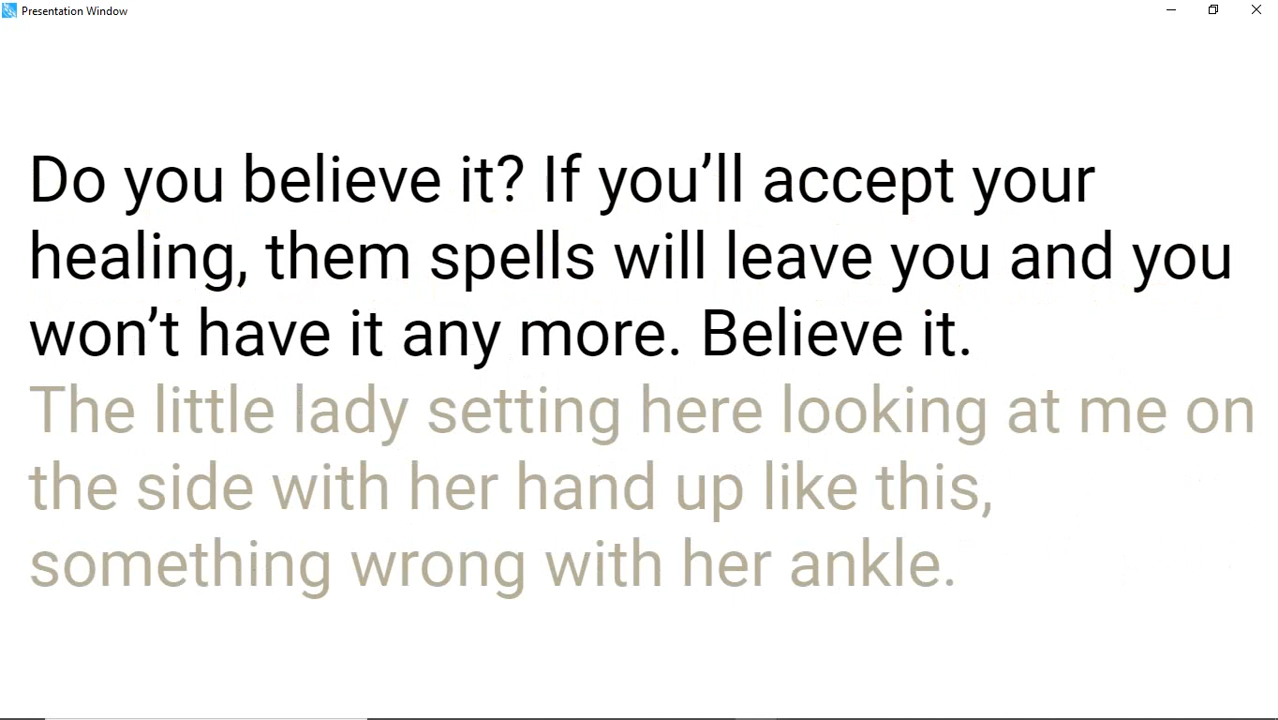 Presentation Window
Do you believe it? If you’ll accept your
healing, them spells will leave you and you
won’t have it any more. Believe it.
The little lady setting here looking at me on
the side with her hand up like this,
something wrong with her ankle.